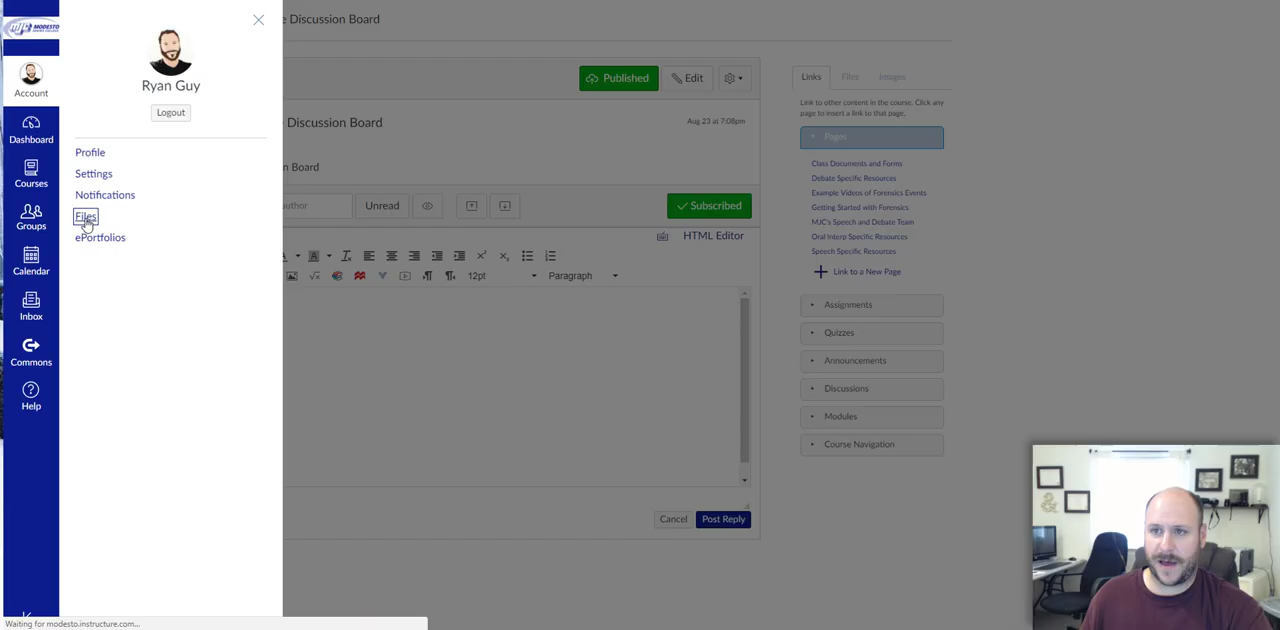 MODESTO
Account
Dashboard
Courses
Groups
Calendar
Inbox
Commons
Help
Ryan Guy
Logout
Profile
Settings
Notifications
Files
ePortfolios
e Discussion Board
Published
Edit
Discussion Board
Aug 23 at 7:08pm
n Board
author
Unread
Subscribed
HTML Editor
12pt
Paragraph
Cancel
Post Reply
Links
Files
Images
Link to other content in the course. Click any
page to insert a link to that page.
Pages
Class Documents and Forms
Debate Specific Resources
Example Videos of Forensics Events
Getting Started with Forensics
MJC's Speech and Debate Team
Oral Interp Specific Resources
Speech Specific Resources
Link to a New Page
Assignments
Quizzes
Announcements
Discussions
Modules
Course Navigation
Waiting for modesto.instructure.com...